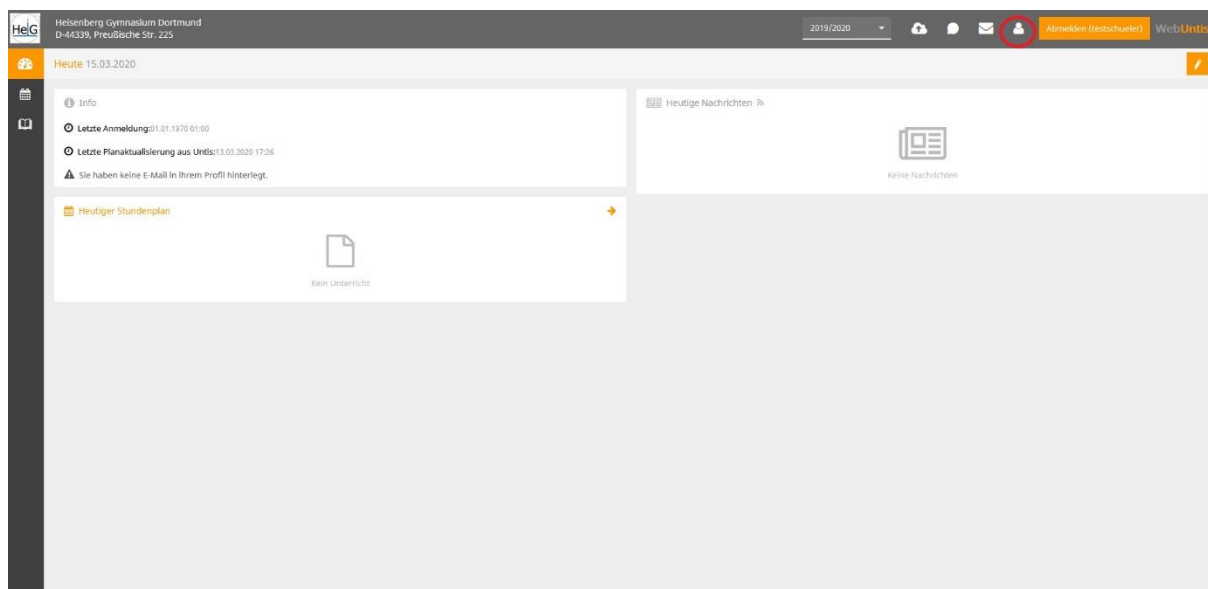 HeiG
Heisenberg Gymnasium Dortmund
D-44339, Preußische Str. 225
2019/2020
Abmelden (testschueler)
WebUntis
Heute 15.03.2020
Info
Letzte Anmeldung:01.01.1970 01:00
Letzte Planaktualisierung aus Untis:13.03.2020 17:26
Sie haben keine E-Mail in ihrem Profil hinterlegt.
Heutige Nachrichten
Keine Nachrichten
Heutiger Stundenplan
Kein Unterricht